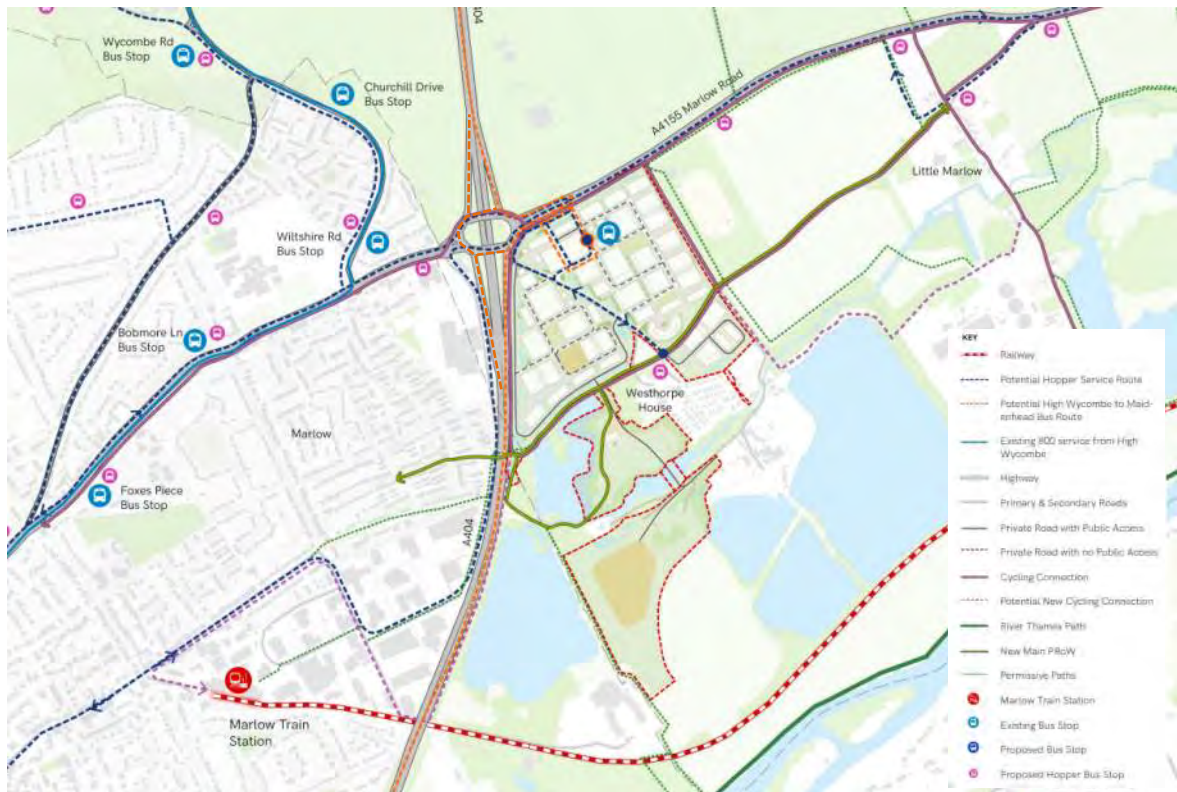 Wycombe Rd
Bus Stop
Churchill Drive
Bus Stop
A404
A4155 Marlow Road
Little Marlow
Wiltshire Rd
Bus Stop
Bobmore Ln
Bus Stop
Westhorpe
House
Marlow
Foxes Piece
Bus Stop
A404
Marlow Train
Station
KEY
Railway
Potential Hopper Service Route
Potential High Wycombe to Maid-
enhead Bus Route
Existing 800 service from High
Wycombe
Highway
Primary & Secondary Roads
Private Road with Public Access
Private Road with no Public Access
Cycling Connection
Potential New Cycling Connection
River Thames Path
New Main PRoW
Permissive Paths
Marlow Train Station
Existing Bus Stop
Proposed Bus Stop
Proposed Hopper Bus Stop